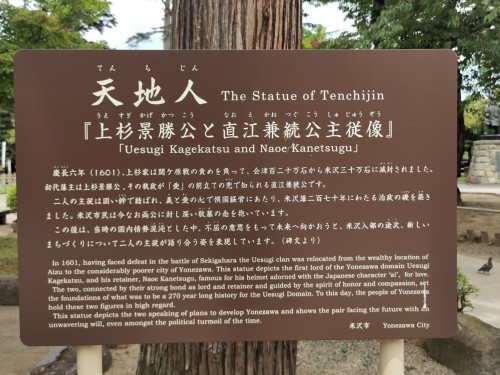 てん ち じん
天地人 The Statue of Tenchijin
うえ すぎ かげ かつ こう なお え かね つぐ こう しゅ じゅう ぞう
『上杉景勝公と直江兼続公主従像』
「Uesugi Kagekatsu and Naoe Kanetsugu」
慶長六年（1601）、上杉家は関ケ原戦の責めを負って、会津百二十万石から米沢三十万石に減封されました。
初代藩主は上杉景勝公、その執政が「愛」の前立ての兜で知られる直江兼続公です。
二人の主従は固い絆で結ばれ、義と愛の心で領国経営にあたり、米沢藩二百七十年にわたる治政の礎を築き
ました。米沢市民は今なお両公に対し深い敬慕の念を抱いています。
この像は、当時の国内情勢混沌とした中、不屈の意思をもって未来へ向かおうと、米沢入部の途次、新しい
まちづくりについて二人の主従が語り合う姿を表現しています。（碑文より）
In 1601, having faced defeat in the battle of Sekigahara the Uesugi clan was relocated from the wealthy location of
Aizu to the considerably poorer city of Yonezawa. This statue depicts the first lord of the Yonezawa domain Uesugi
Kagekatsu, and his retainer, Naoe Kanetsugu, famous for his helmet adorned with the Japanese character "ai", for love.
The two, connected by their strong bond as lord and retainer and guided by the spirit of honor and compassion, set
the foundations of what was to be a 270 year long history for the Uesugi Domain. To this day, the people of Yonezawa
hold these two figures in high regard.
This statue depicts the two speaking of plans to develop Yonezawa and shows the pair facing the future with an
unwavering will, even amongst the political turmoil of the time.
米沢市 Yonezawa City